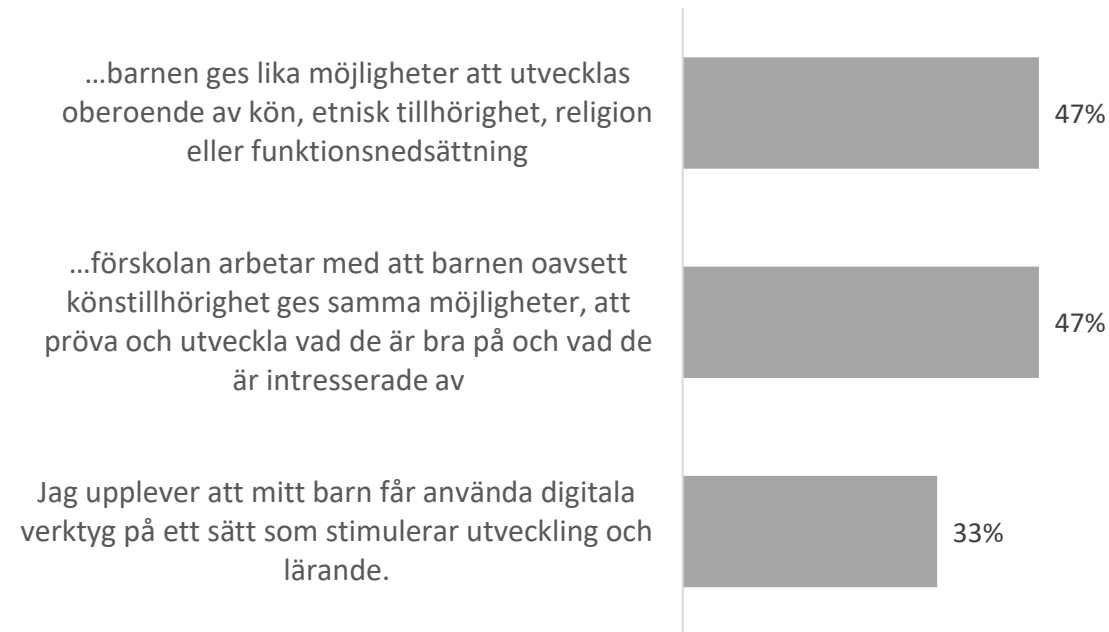 …barnen ges lika möjligheter att utvecklas
oberoende av kön, etnisk tillhörighet, religion
eller funktionsnedsättning
47%
…förskolan arbetar med att barnen oavsett
könstillhörighet ges samma möjligheter, att
pröva och utveckla vad de är bra på och vad de
är intresserade av
47%
Jag upplever att mitt barn får använda digitala
verktyg på ett sätt som stimulerar utveckling och
lärande.
33%